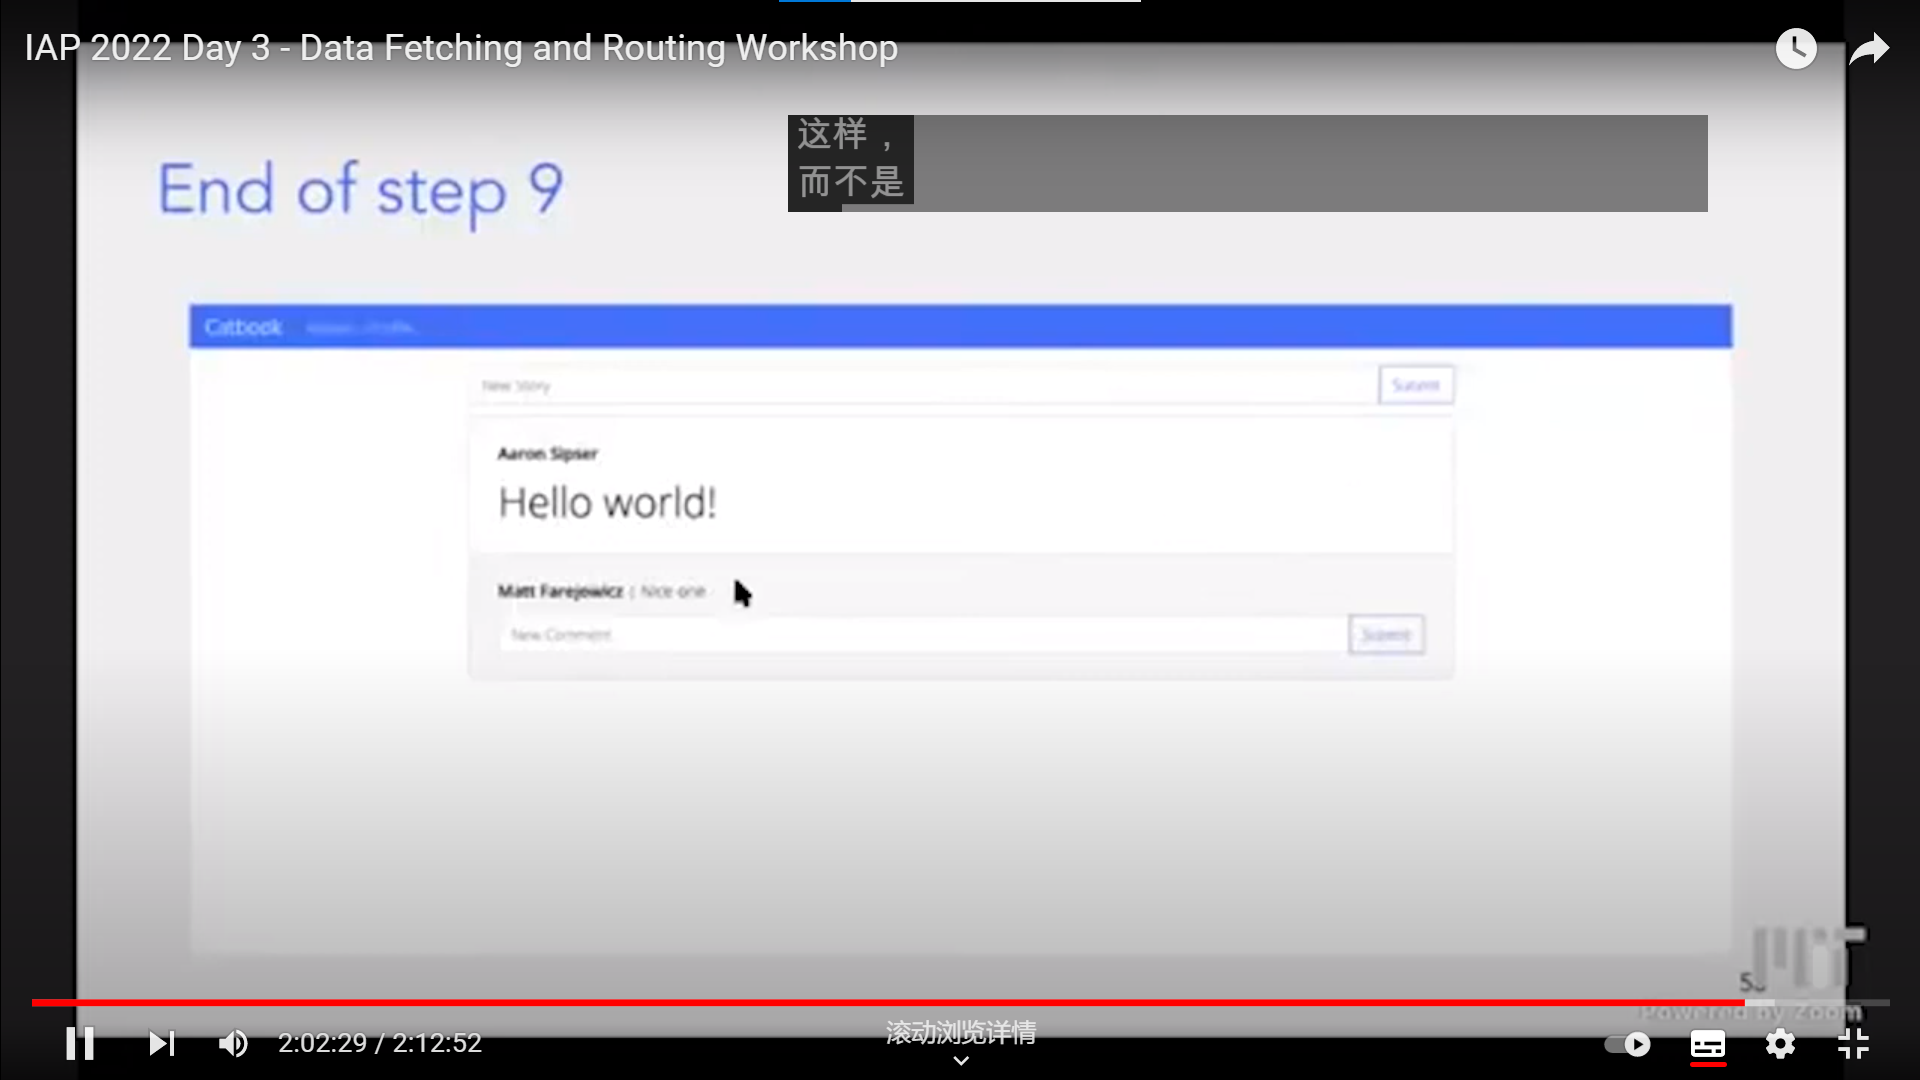 IAP 2022 Day 3 - Data Fetching and Routing Workshop
这样，
而不是
End of step 9
Catbook
New Story
Submit
Aaron Sipser
Hello world!
Matt Farejowicz | Nice one
New Comment
Submit
MIT
Powered by Zoom
2:02:29 / 2:12:52
滚动浏览详情